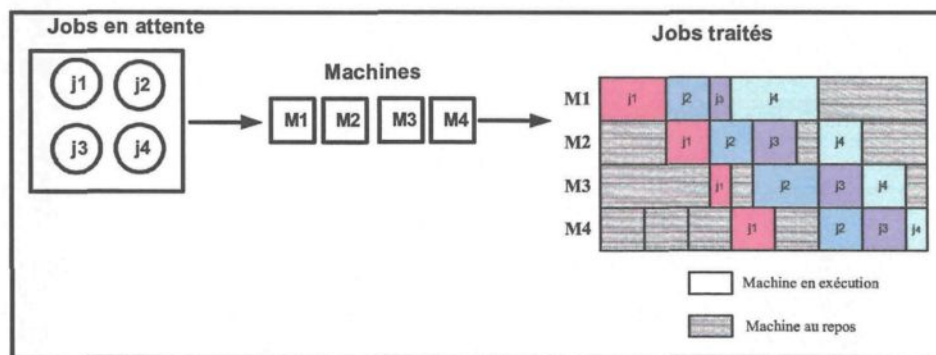 Jobs en attente
j1 j2
j3 j4
Machines
M1 M2 M3 M4
Jobs traités
M1 j1 j2 j3 j4
M2 j1 j2 j3 j4
M3 j1 j2 j3 j4
M4 j1 j2 j3 j4
Machine en exécution
Machine au repos